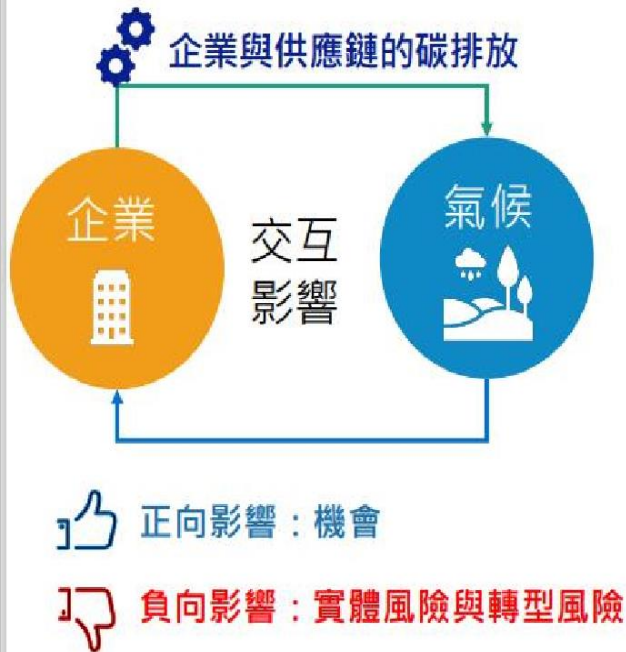 企業與供應鏈的碳排放
企業
交互
影響
氣候
正向影響：機會
負向影響：實體風險與轉型風險